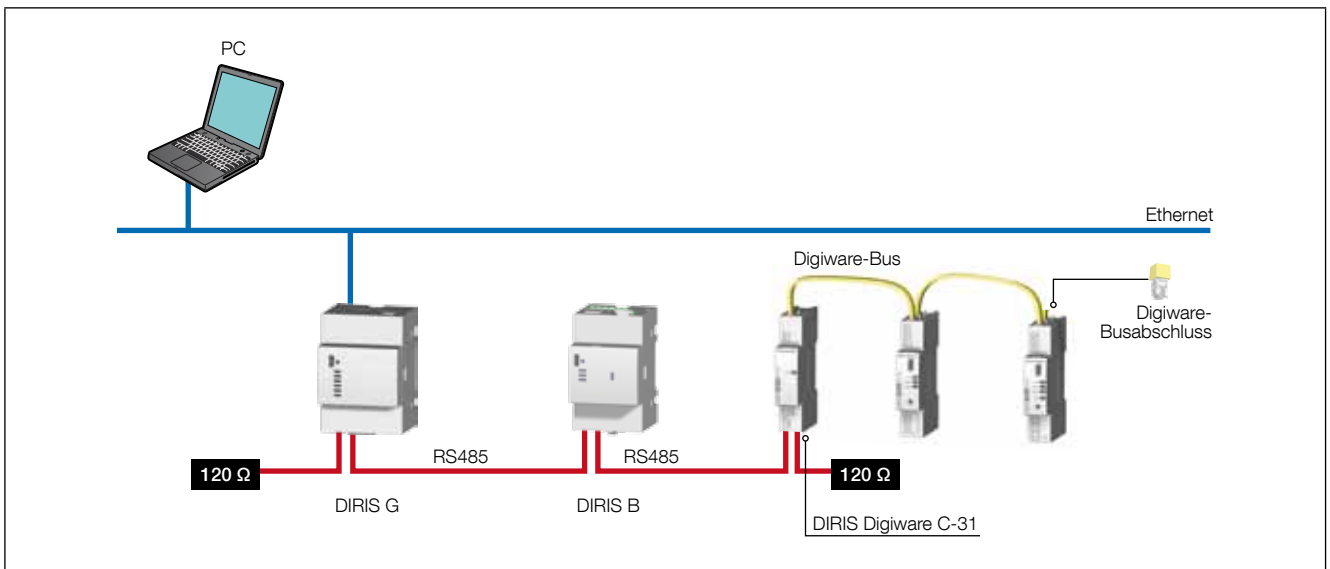 PC
Ethernet
Digiware-Bus
Digiware-
Busabschluss
RS485
RS485
120 Ω
120 Ω
DIRIS G
DIRIS B
DIRIS Digiware C-31